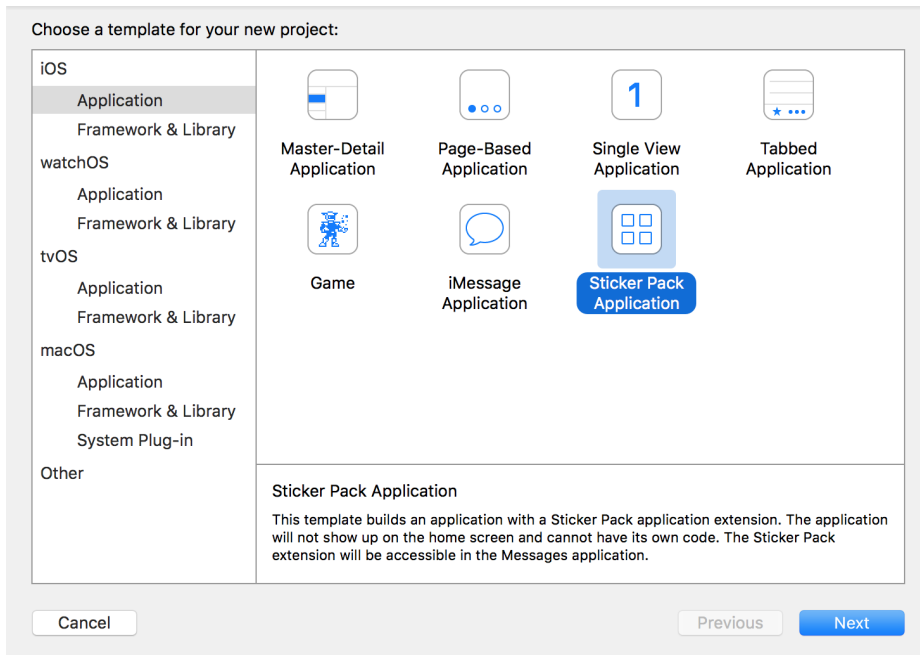 Choose a template for your new project:
iOS
Application
Framework & Library
watchOS
Application
Framework & Library
tvOS
Application
Framework & Library
macOS
Application
Framework & Library
System Plug-in
Other
Master-Detail
Application
Page-Based
Application
1
Single View
Application
Tabbed
Application
Game
iMessage
Application
Sticker Pack
Application
Sticker Pack Application
This template builds an application with a Sticker Pack application extension. The application
will not show up on the home screen and cannot have its own code. The Sticker Pack
extension will be accessible in the Messages application.
Cancel
Previous
Next